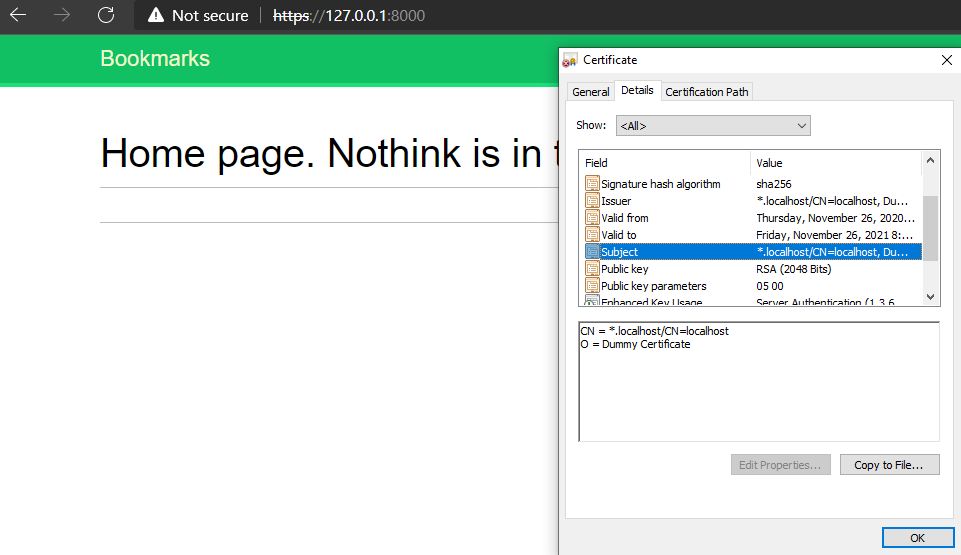 Not secure https://127.0.0.1:8000
Bookmarks
Home page. Nothink is in
Certificate
General Details Certification Path
Show: <All>
Field Value
Signature hash algorithm sha256
Issuer *.localhost/CN=localhost, Du...
Valid from Thursday, November 26, 2020...
Valid to Friday, November 26, 2021 8:...
Subject *.localhost/CN=localhost, Du...
Public key RSA (2048 Bits)
Public key parameters 05 00
Enhanced Key Usage Server Authentication (1.3.6
CN = *.localhost/CN=localhost
O = Dummy Certificate
Edit Properties... Copy to File...
OK